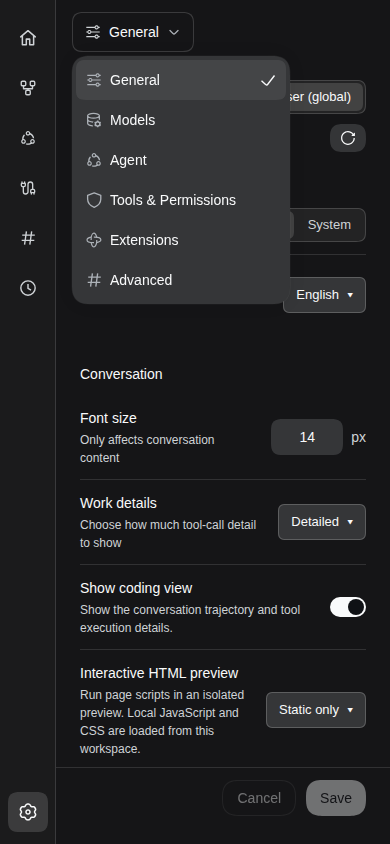 General
General
Models
Agent
Tools & Permissions
Extensions
Advanced
(global)
System
English
Conversation
Font size
Only affects conversation
content
14 px
Work details
Choose how much tool-call detail
to show
Detailed
Show coding view
Show the conversation trajectory and tool
execution details.
Interactive HTML preview
Run page scripts in an isolated
preview. Local JavaScript and
CSS are loaded from this
workspace.
Static only
Cancel
Save